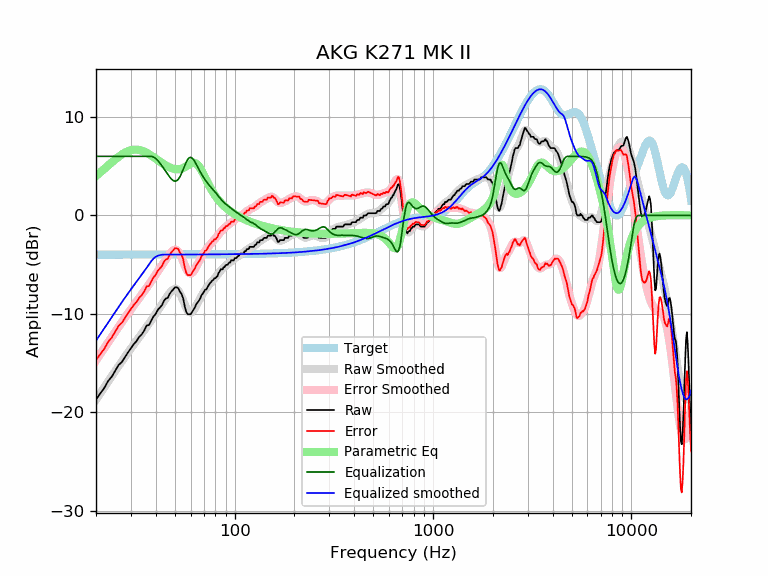 AKG K271 MK II
Amplitude (dBr)
10
0
−10
−20
−30
Target
Raw Smoothed
Error Smoothed
Raw
Error
Parametric Eq
Equalization
Equalized smoothed
100
1000
10000
Frequency (Hz)